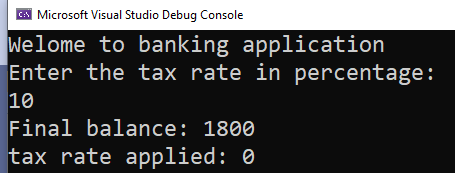 Microsoft Visual Studio Debug Console
Welome to banking application
Enter the tax rate in percentage:
10
Final balance: 1800
tax rate applied: 0